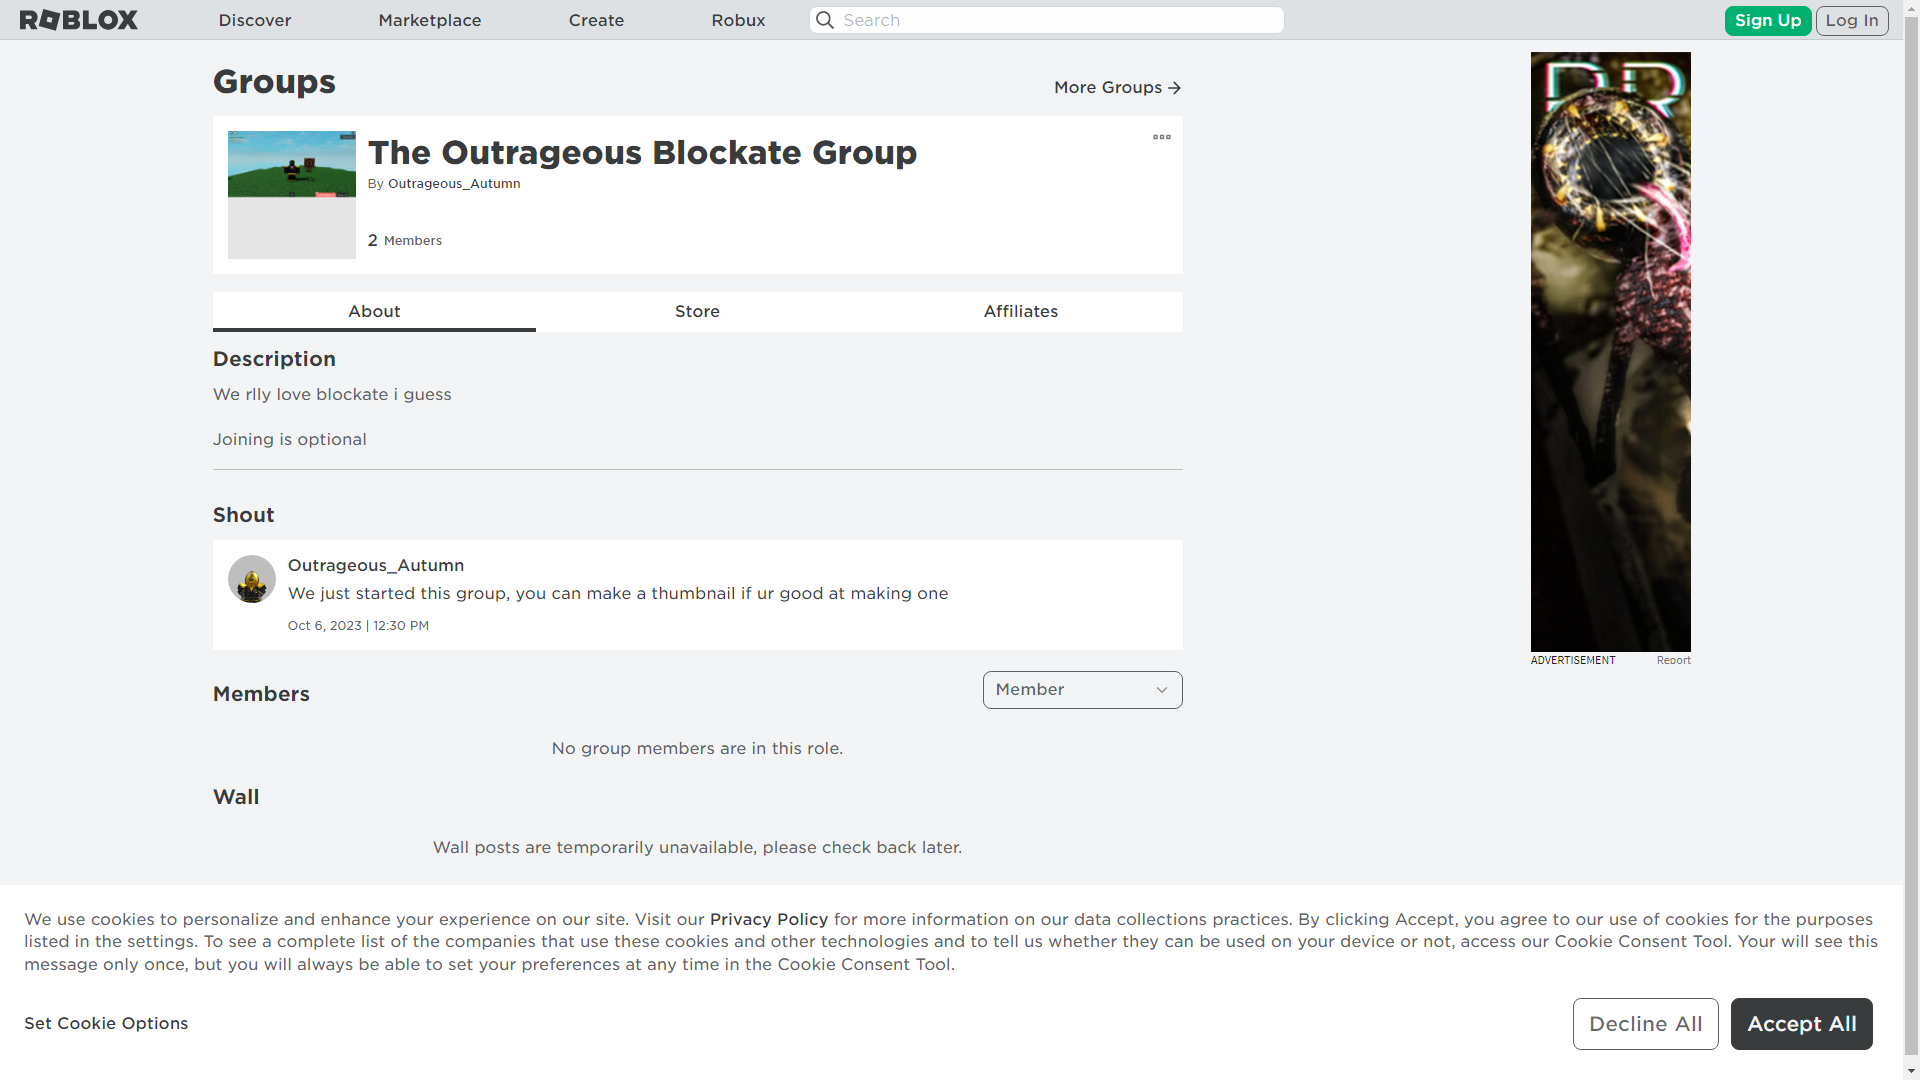 ROBLOX
Discover
Marketplace
Create
Robux
Search
Sign Up
Log In
Groups
More Groups
The Outrageous Blockate Group
By Outrageous_Autumn
2 Members
About
Store
Affiliates
Description
We rlly love blockate i guess
Joining is optional
Shout
Outrageous_Autumn
We just started this group, you can make a thumbnail if ur good at making one
Oct 6, 2023 | 12:30 PM
ADVERTISEMENT
Report
Members
Member
No group members are in this role.
Wall
Wall posts are temporarily unavailable, please check back later.
We use cookies to personalize and enhance your experience on our site. Visit our Privacy Policy for more information on our data collections practices. By clicking Accept, you agree to our use of cookies for the purposes
listed in the settings. To see a complete list of the companies that use these cookies and other technologies and to tell us whether they can be used on your device or not, access our Cookie Consent Tool. Your will see this
message only once, but you will always be able to set your preferences at any time in the Cookie Consent Tool.
Set Cookie Options
Decline All
Accept All